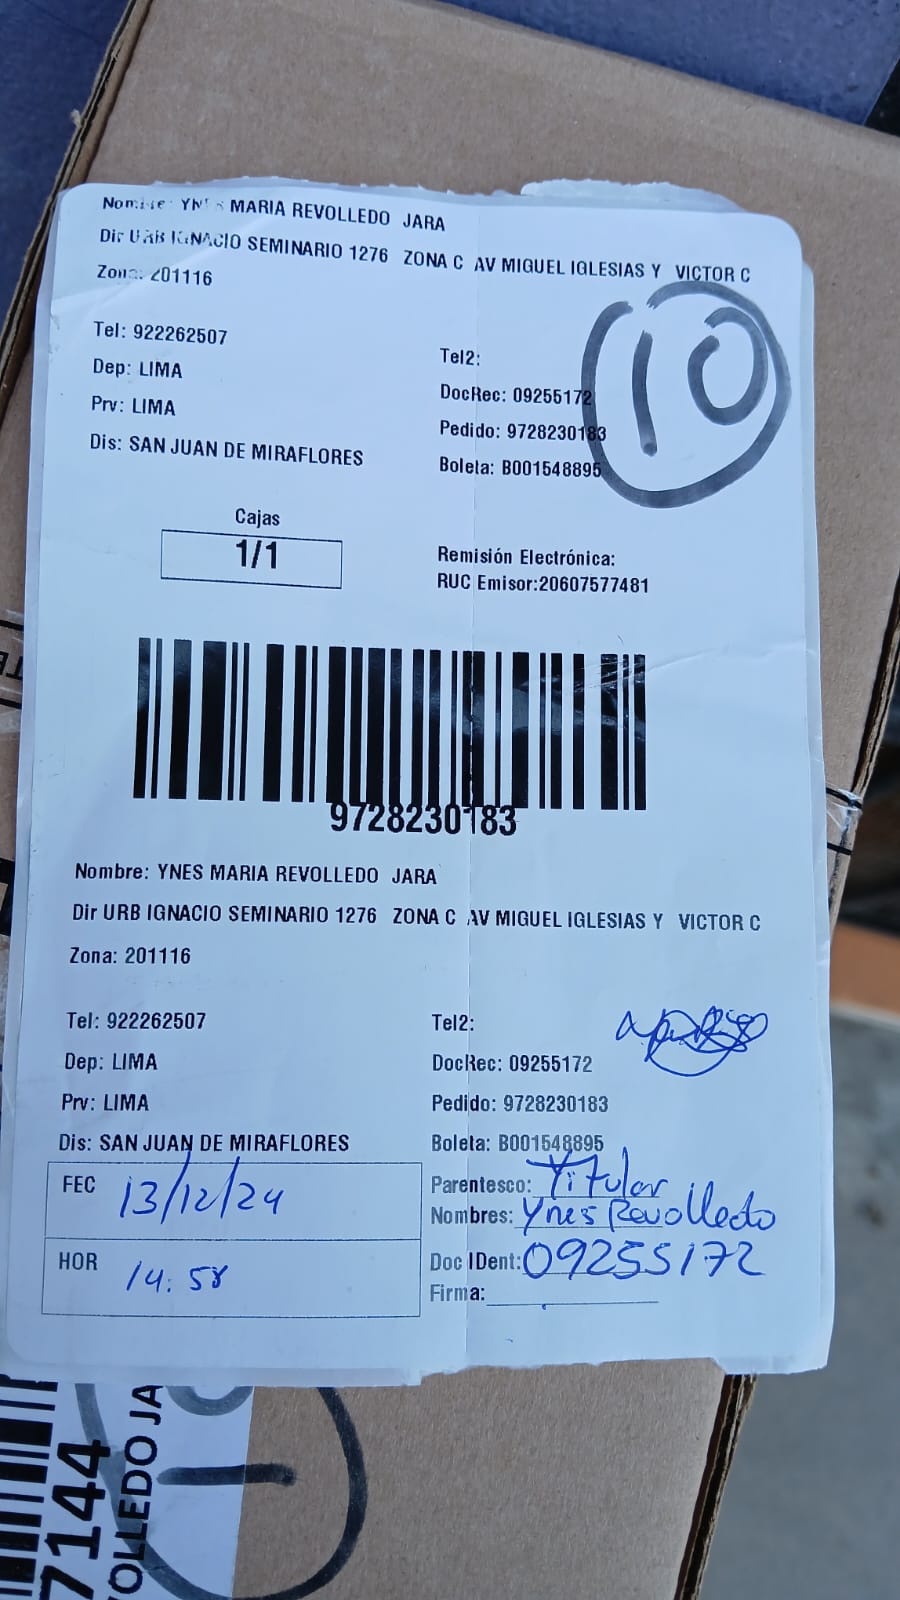 Nombre: YNES MARIA REVOLLEDO JARA
Dir URB IGNACIO SEMINARIO 1276 ZONA C AV MIGUEL IGLESIAS Y VICTOR C
Zona: 201116
Tel: 922262507
Tel2:
Dep: LIMA
DocRec: 09255172
Prv: LIMA
Pedido: 9728230183
Dis: SAN JUAN DE MIRAFLORES
Boleta: B001548895
10
Cajas
1/1
Remisión Electrónica:
RUC Emisor:20607577481
9728230183
Nombre: YNES MARIA REVOLLEDO JARA
Dir URB IGNACIO SEMINARIO 1276 ZONA C AV MIGUEL IGLESIAS Y VICTOR C
Zona: 201116
Tel: 922262507
Tel2:
Dep: LIMA
DocRec: 09255172
Prv: LIMA
Pedido: 9728230183
Dis: SAN JUAN DE MIRAFLORES
Boleta: B001548895
FEC 13/12/24
Parentesco: Titular
Nombres: Ynes Revolledo
HOR 14:58
Doc IDent: 09255172
Firma:
7144
OLLEDO JA